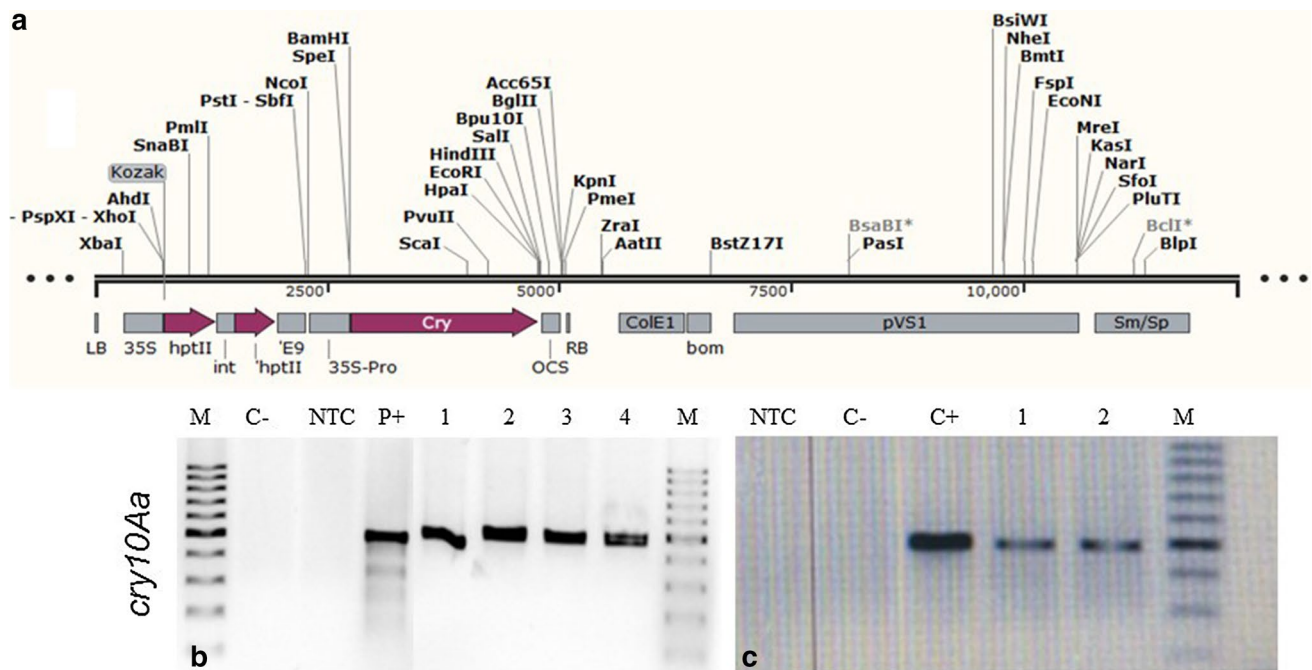 a
BamHI
SpeI
NcoI
PstI - SbfI
PmlI
SnaBI
Kozak
AhdI
- PspXI - XhoI
XbaI
Acc65I
BglII
Bpu10I
SalI
HindIII
EcoRI
HpaI
PvuII
ScaI
KpnI
PmeI
ZraI
AatII
BstZ17I
BsaBI*
PasI
BsiWI
NheI
BmtI
FspI
EcoNI
MreI
KasI
NarI
SfoI
PluTI
BclI*
BlpI
2500 5000 7500 10,000
Cry ColE1 pVS1 Sm/Sp
LB 35S hptII 'E9 RB bom
int 'hptII 35S-Pro OCS
M C- NTC P+ 1 2 3 4 M
NTC C- C+ 1 2 M
cry10Aa
b
c